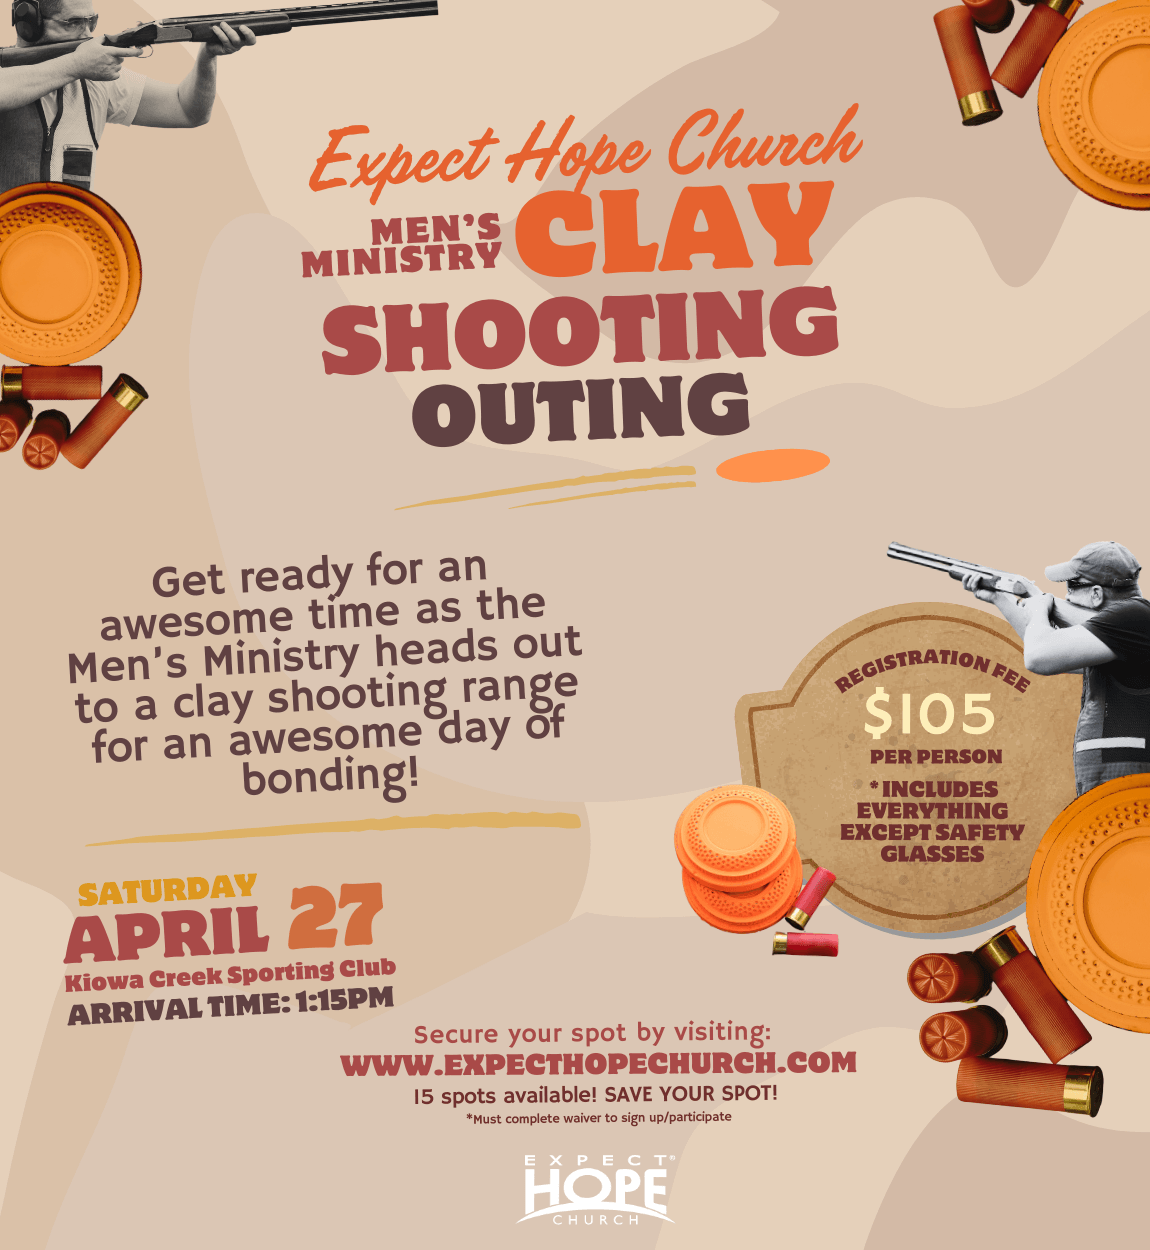 Expect Hope Church
MEN'S
MINISTRY
CLAY
SHOOTING
OUTING
Get ready for an
awesome time as the
Men's Ministry heads out
to a clay shooting range
for an awesome day of
bonding!
REGISTRATION FEE
$105
PER PERSON
*INCLUDES
EVERYTHING
EXCEPT SAFETY
GLASSES
SATURDAY
APRIL 27
Kiowa Creek Sporting Club
ARRIVAL TIME: 1:15PM
Secure your spot by visiting:
WWW.EXPECTHOPECHURCH.COM
15 spots available! SAVE YOUR SPOT!
*Must complete waiver to sign up/participate
EXPECT®
HOPE
CHURCH